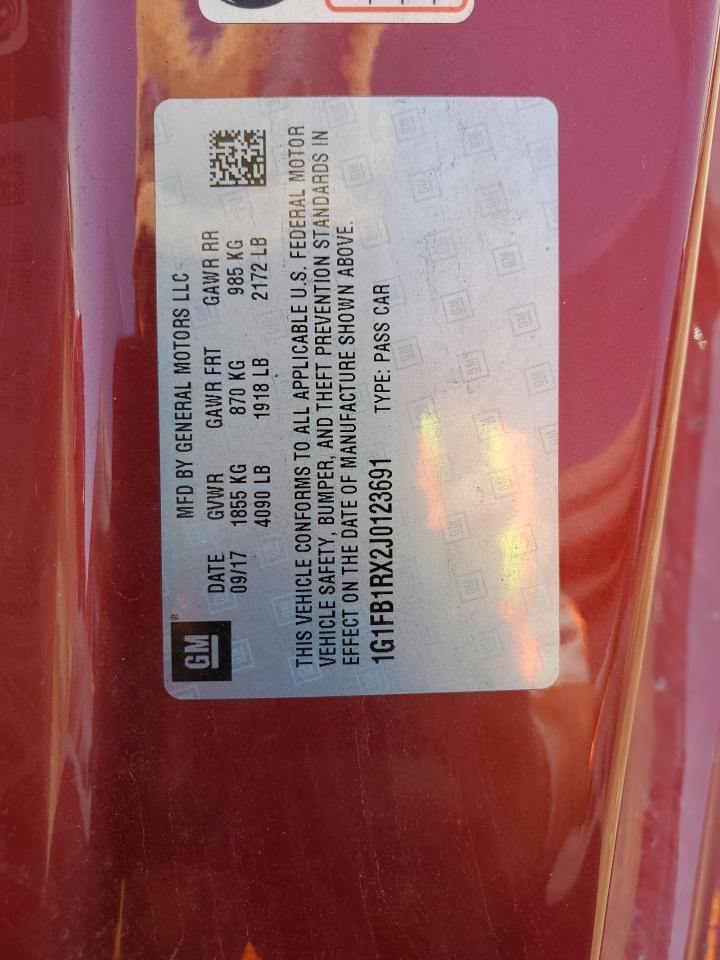 GM
MFD BY GENERAL MOTORS LLC
DATE GVWR GAWR FRT GAWR RR
09/17 1855 KG 870 KG 985 KG
4090 LB 1918 LB 2172 LB
THIS VEHICLE CONFORMS TO ALL APPLICABLE U.S. FEDERAL MOTOR
VEHICLE SAFETY, BUMPER, AND THEFT PREVENTION STANDARDS IN
EFFECT ON THE DATE OF MANUFACTURE SHOWN ABOVE.
1G1FB1RX2J0123691 TYPE: PASS CAR